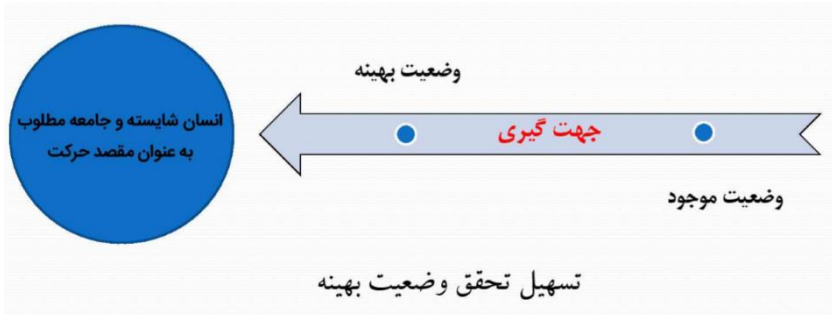 وضعیت بهینه
انسان شایسته و جامعه مطلوب
به عنوان مقصد حرکت
جهت گیری
وضعیت موجود
تسهیل تحقق وضعیت بهینه